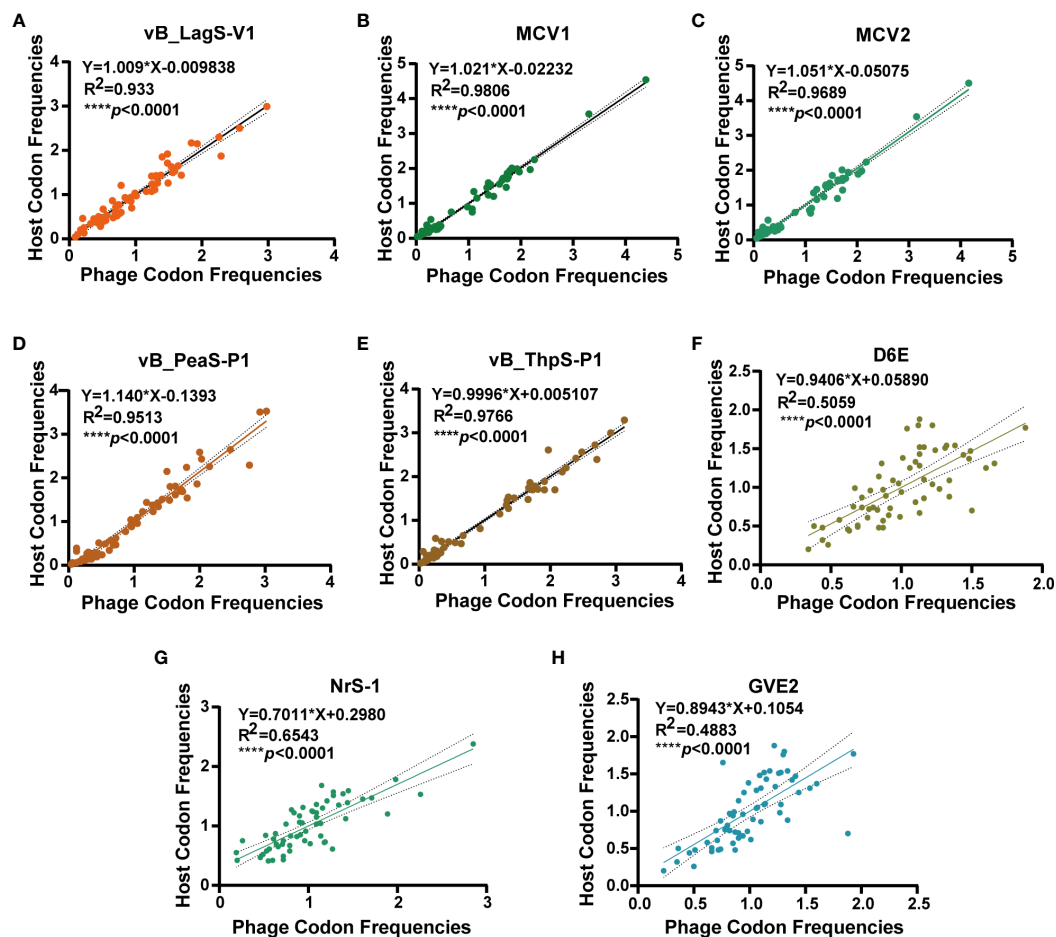 A
vB_LagS-V1
Y=1.009*X-0.009838
R2=0.933
****p<0.0001
Host Codon Frequencies
4
3
2
1
0
0 1 2 3 4
Phage Codon Frequencies
B
MCV1
Y=1.021*X-0.02232
R2=0.9806
****p<0.0001
Host Codon Frequencies
5
4
3
2
1
0
0 1 2 3 4 5
Phage Codon Frequencies
C
MCV2
Y=1.051*X-0.05075
R2=0.9689
****p<0.0001
Host Codon Frequencies
5
4
3
2
1
0
0 1 2 3 4 5
Phage Codon Frequencies
D
vB_PeaS-P1
Y=1.140*X-0.1393
R2=0.9513
****p<0.0001
Host Codon Frequencies
4
3
2
1
0
0 1 2 3 4
Phage Codon Frequencies
E
vB_ThpS-P1
Y=0.9996*X+0.005107
R2=0.9766
****p<0.0001
Host Codon Frequencies
4
3
2
1
0
0 1 2 3 4
Phage Codon Frequencies
F
D6E
Y=0.9406*X+0.05890
R2=0.5059
****p<0.0001
Host Codon Frequencies
2.5
2.0
1.5
1.0
0.5
0.0
0.0 0.5 1.0 1.5 2.0
Phage Codon Frequencies
G
NrS-1
Y=0.7011*X+0.2980
R2=0.6543
****p<0.0001
Host Codon Frequencies
3
2
1
0
0 1 2 3
Phage Codon Frequencies
H
GVE2
Y=0.8943*X+0.1054
R2=0.4883
****p<0.0001
Host Codon Frequencies
2.5
2.0
1.5
1.0
0.5
0.0
0.0 0.5 1.0 1.5 2.0 2.5
Phage Codon Frequencies